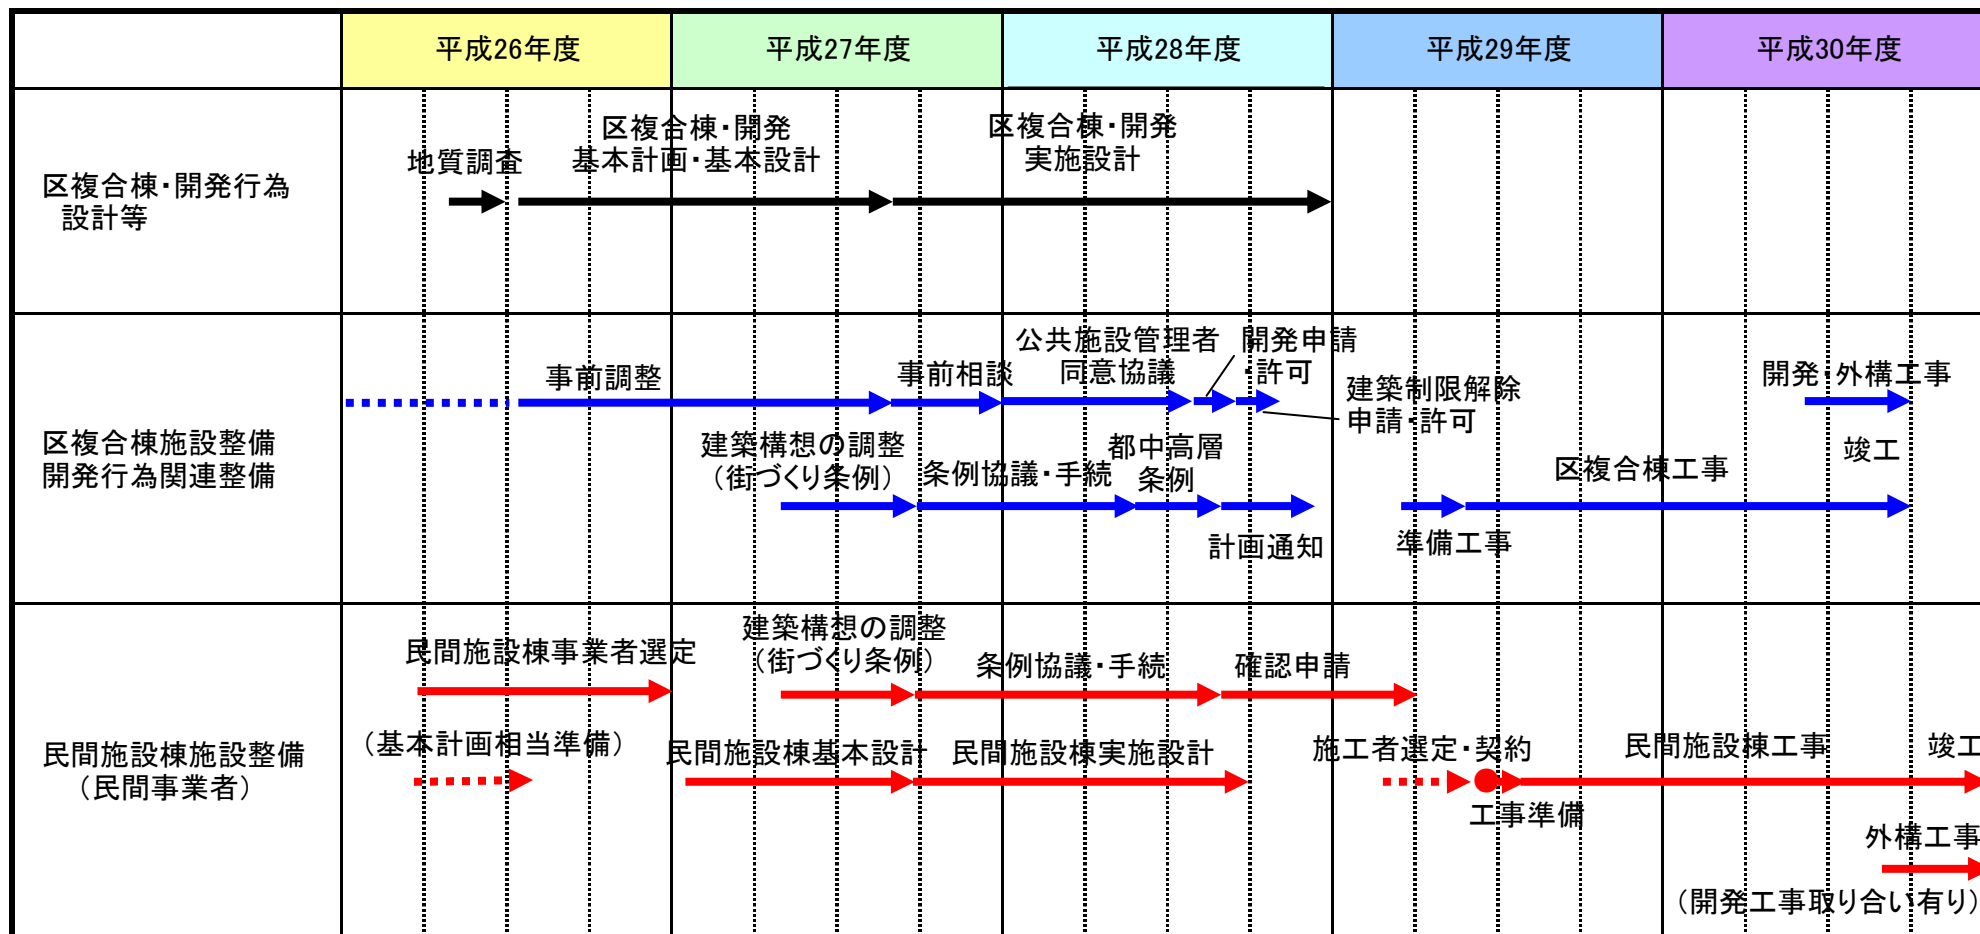 平成26年度
平成27年度
平成28年度
平成29年度
平成30年度
区複合棟・開発行為
設計等
地質調査
区複合棟・開発
基本計画・基本設計
区複合棟・開発
実施設計
区複合棟施設整備
開発行為関連整備
事前調整
事前相談
公共施設管理者
同意協議
開発申請
・許可
建築制限解除
申請・許可
開発・外構工事
建築構想の調整
（街づくり条例）
条例協議・手続
都中高層
条例
計画通知
準備工事
区複合棟工事
竣工
民間施設棟施設整備
（民間事業者）
民間施設棟事業者選定
建築構想の調整
（街づくり条例）
条例協議・手続
確認申請
（基本計画相当準備）
民間施設棟基本設計
民間施設棟実施設計
施工者選定・契約
工事準備
民間施設棟工事
竣工
外構工事
（開発工事取り合い有り）